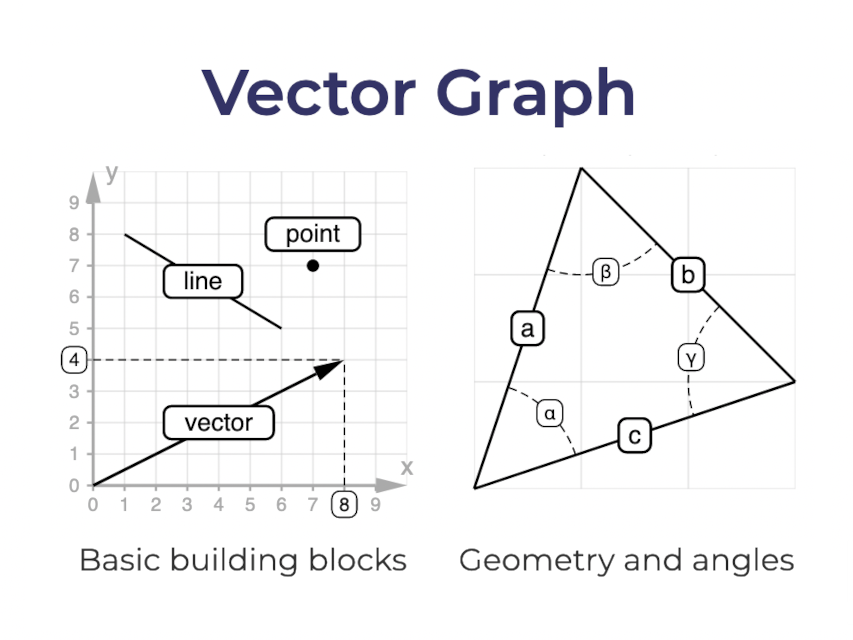 Vector Graph
y
9
8
7
6
5
4
3
2
1
0
point
line
vector
x
0 1 2 3 4 5 6 7 8 9
β
b
a
γ
α
c
Basic building blocks
Geometry and angles